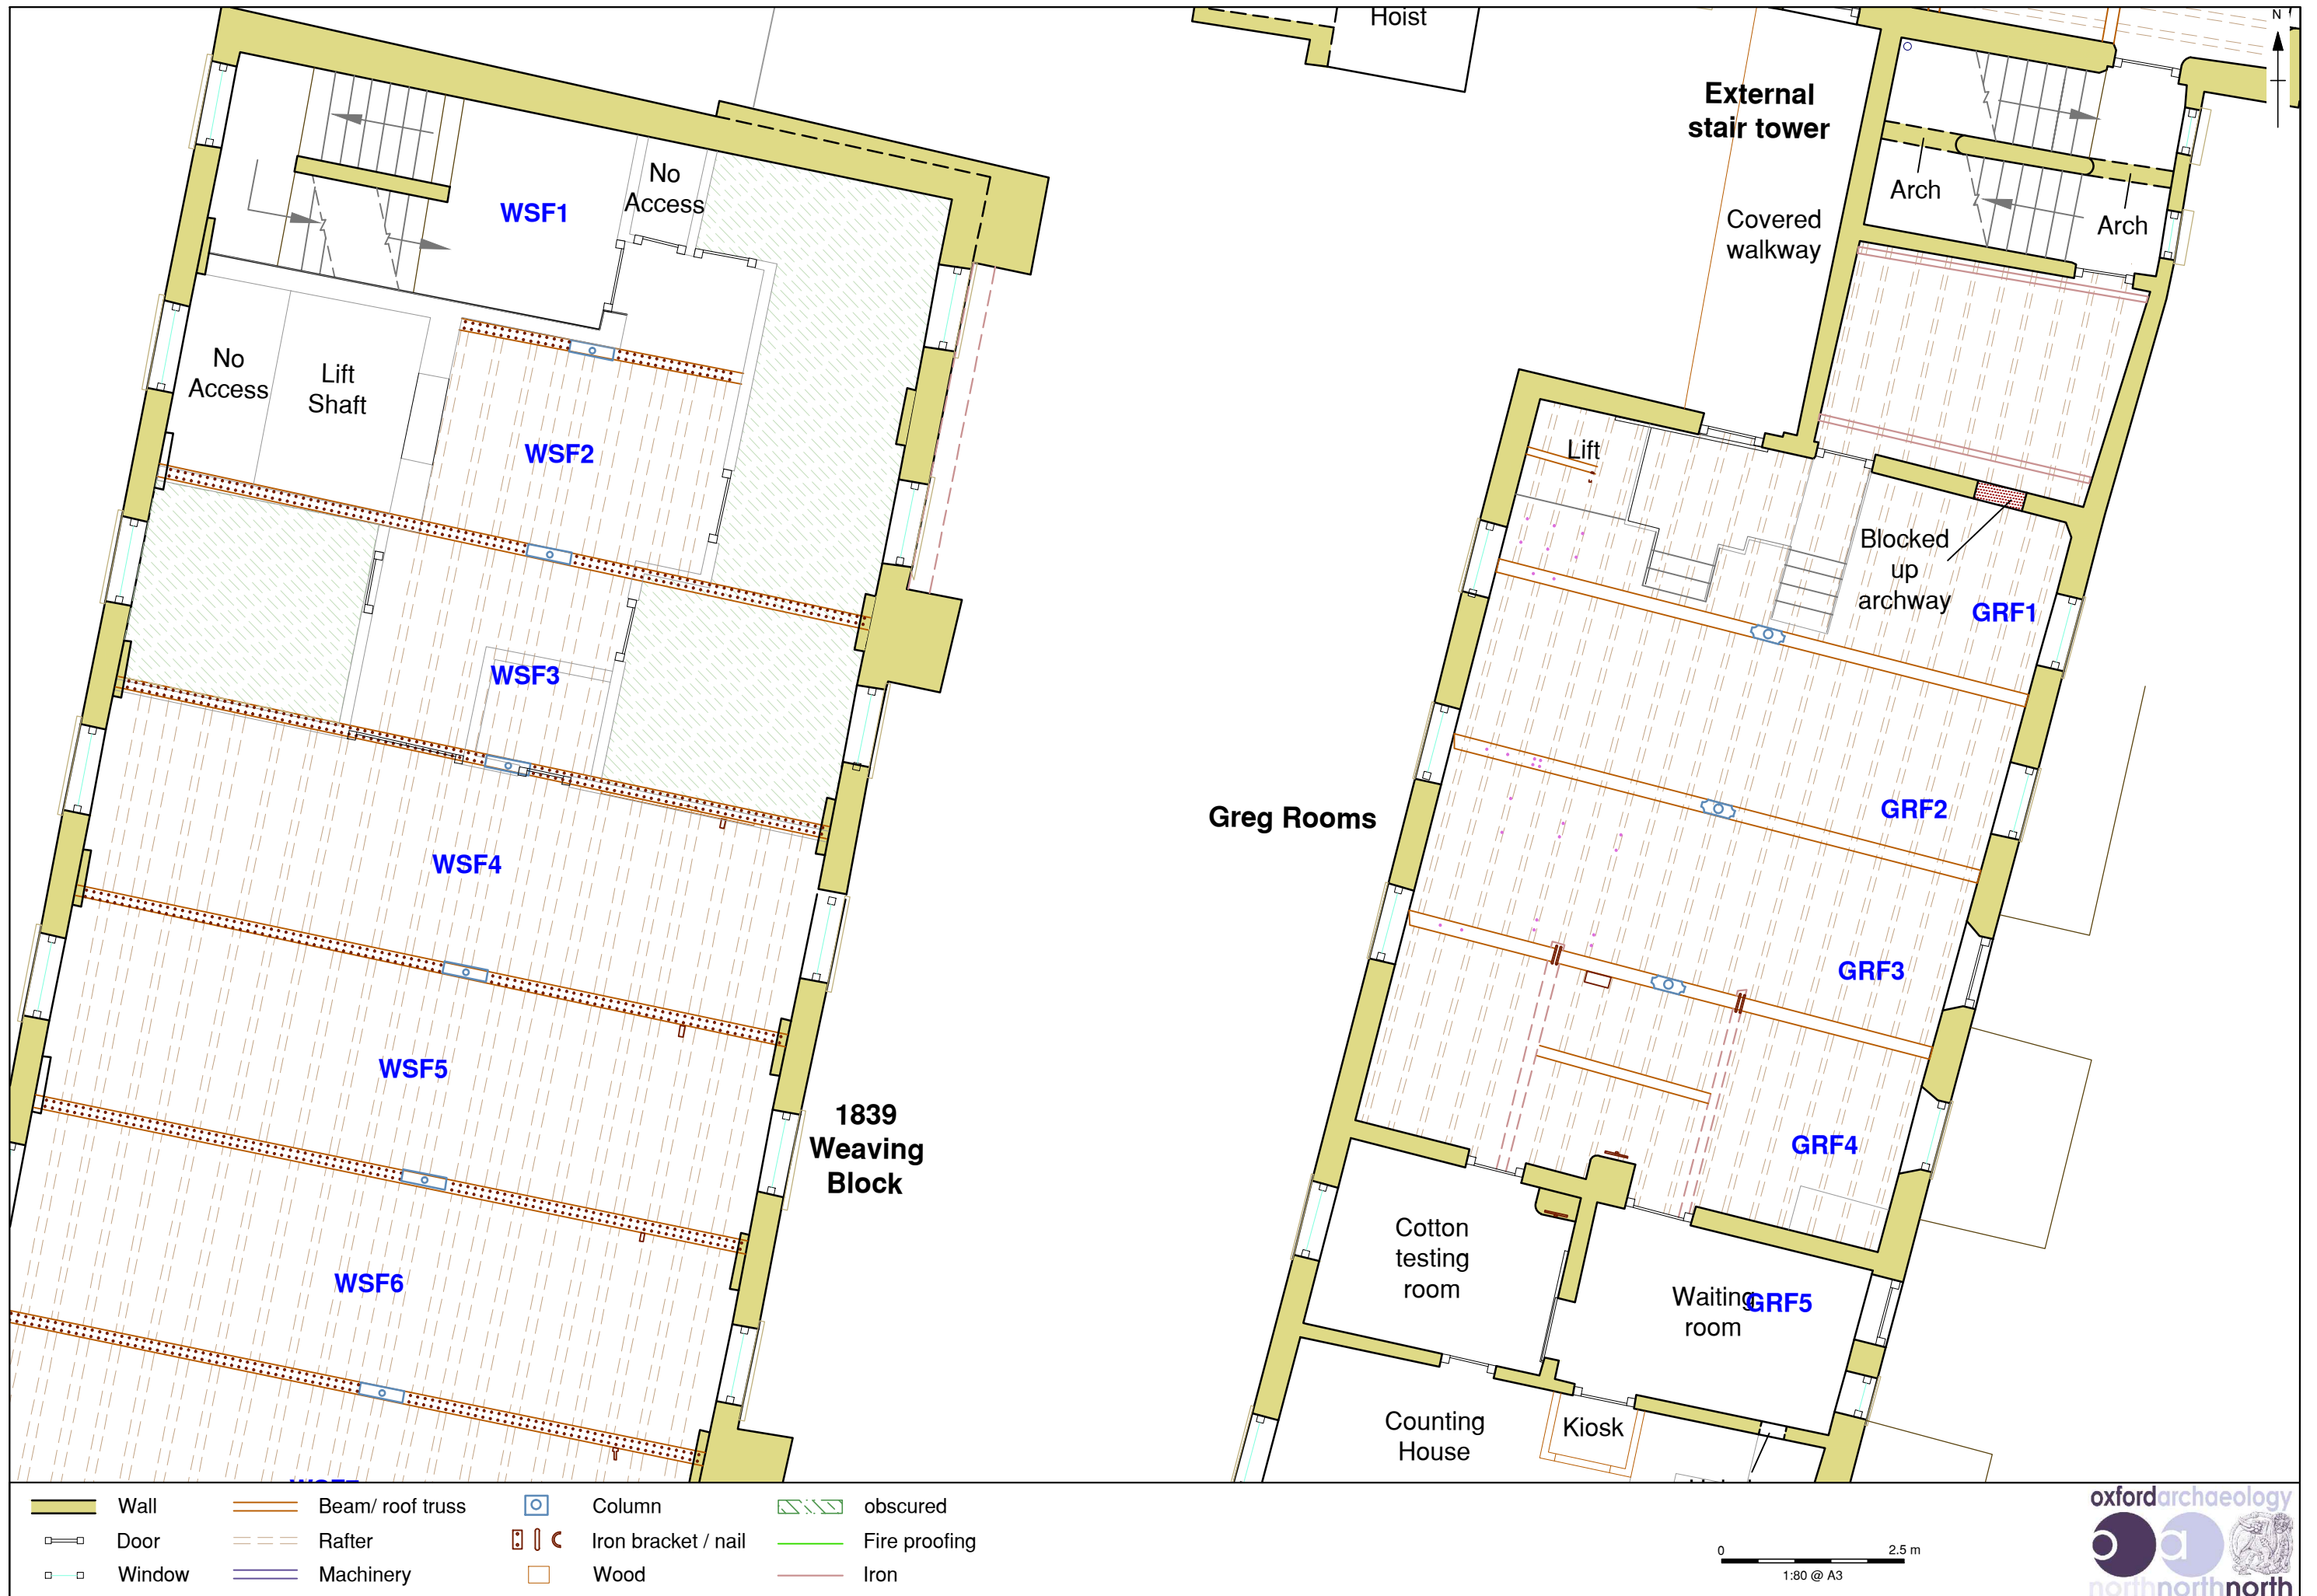 Hoist
N
External
stair tower
No
Access
WSF1
Arch
Arch
Covered
walkway
No
Access
Lift
Shaft
WSF2
Lift
Blocked
up
archway
GRF1
WSF3
Greg Rooms
GRF2
WSF4
GRF3
WSF5
1839
Weaving
Block
GRF4
WSF6
Cotton
testing
room
Waiting
room
GRF5
Counting
House
Kiosk
Wall
Beam/ roof truss
Column
obscured
Door
Rafter
Iron bracket / nail
Fire proofing
Window
Machinery
Wood
Iron
0 2.5 m
1:80 @ A3
oxfordarchaeology
oa
northnorthnorth